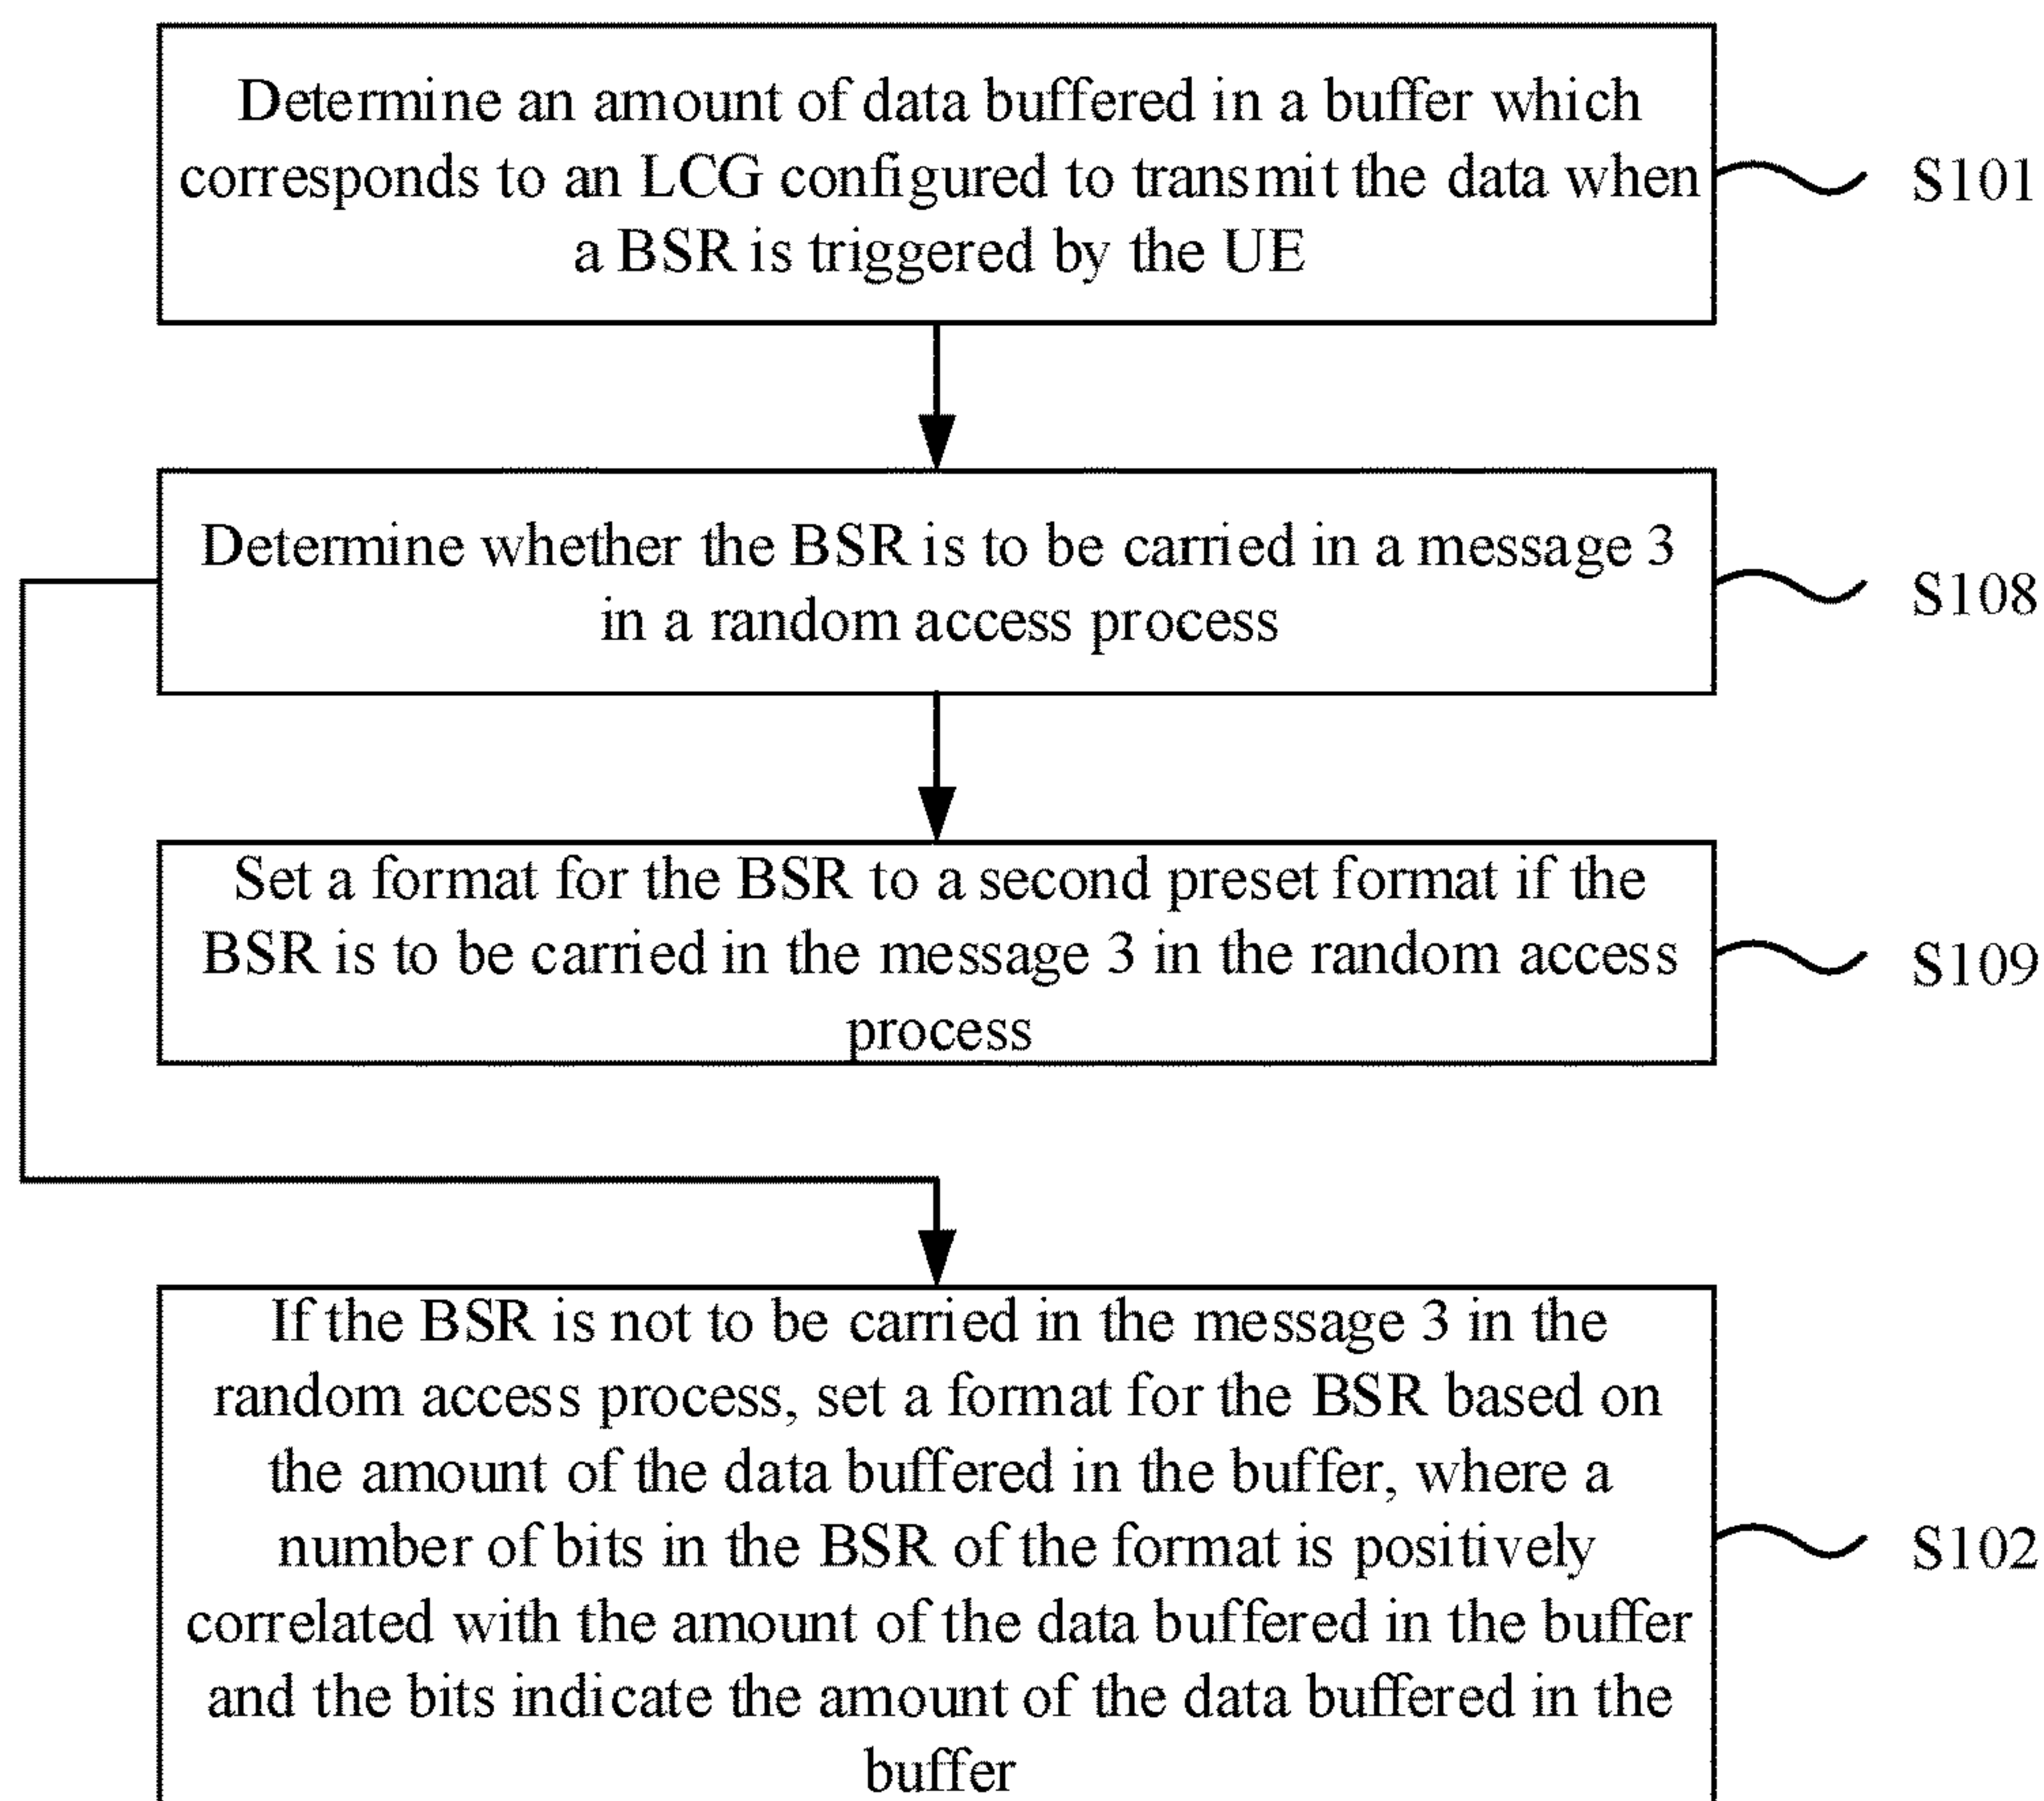 Determine an amount of data buffered in a buffer which
corresponds to an LCG configured to transmit the data when
a BSR is triggered by the UE
S101
Determine whether the BSR is to be carried in a message 3
in a random access process
S108
Set a format for the BSR to a second preset format if the
BSR is to be carried in the message 3 in the random access
process
S109
If the BSR is not to be carried in the message 3 in the
random access process, set a format for the BSR based on
the amount of the data buffered in the buffer, where a
number of bits in the BSR of the format is positively
correlated with the amount of the data buffered in the buffer
and the bits indicate the amount of the data buffered in the
buffer
S102